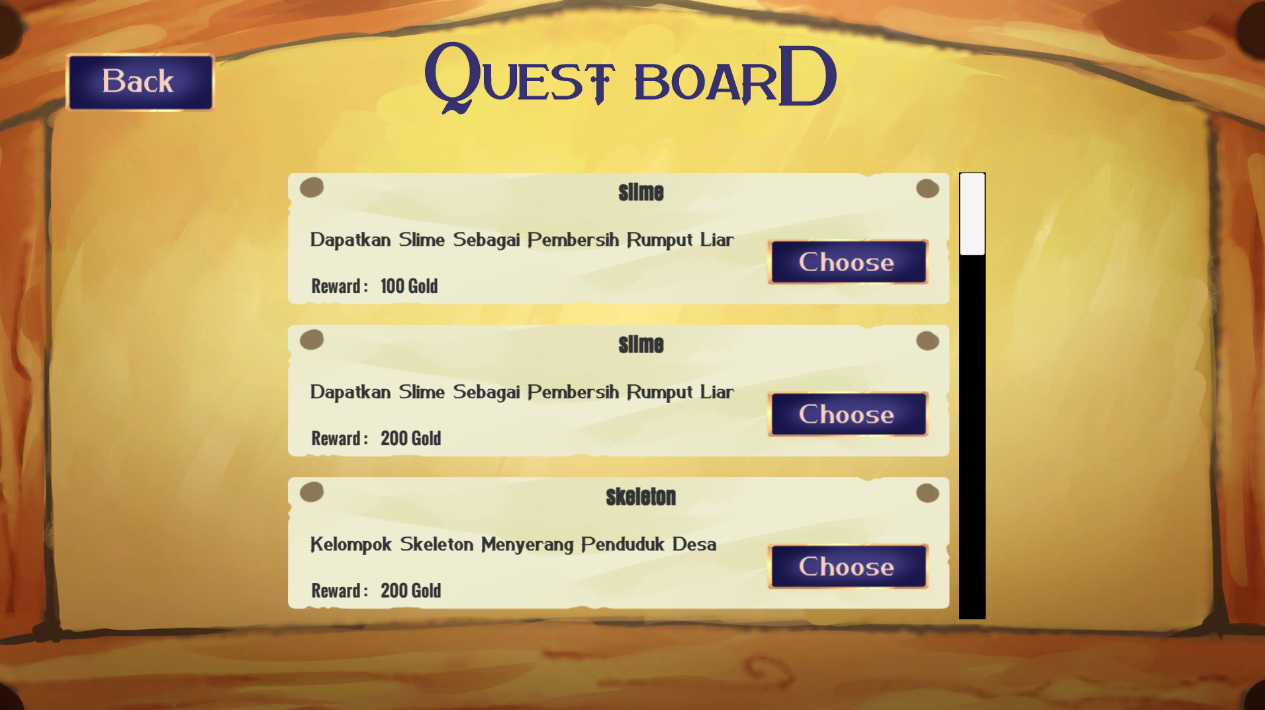 Back
Quest boarD
slime
Dapatkan Slime Sebagai Pembersih Rumput Liar
Choose
Reward : 100 Gold
slime
Dapatkan Slime Sebagai Pembersih Rumput Liar
Choose
Reward : 200 Gold
skeleton
Kelompok Skeleton Menyerang Penduduk Desa
Choose
Reward : 200 Gold